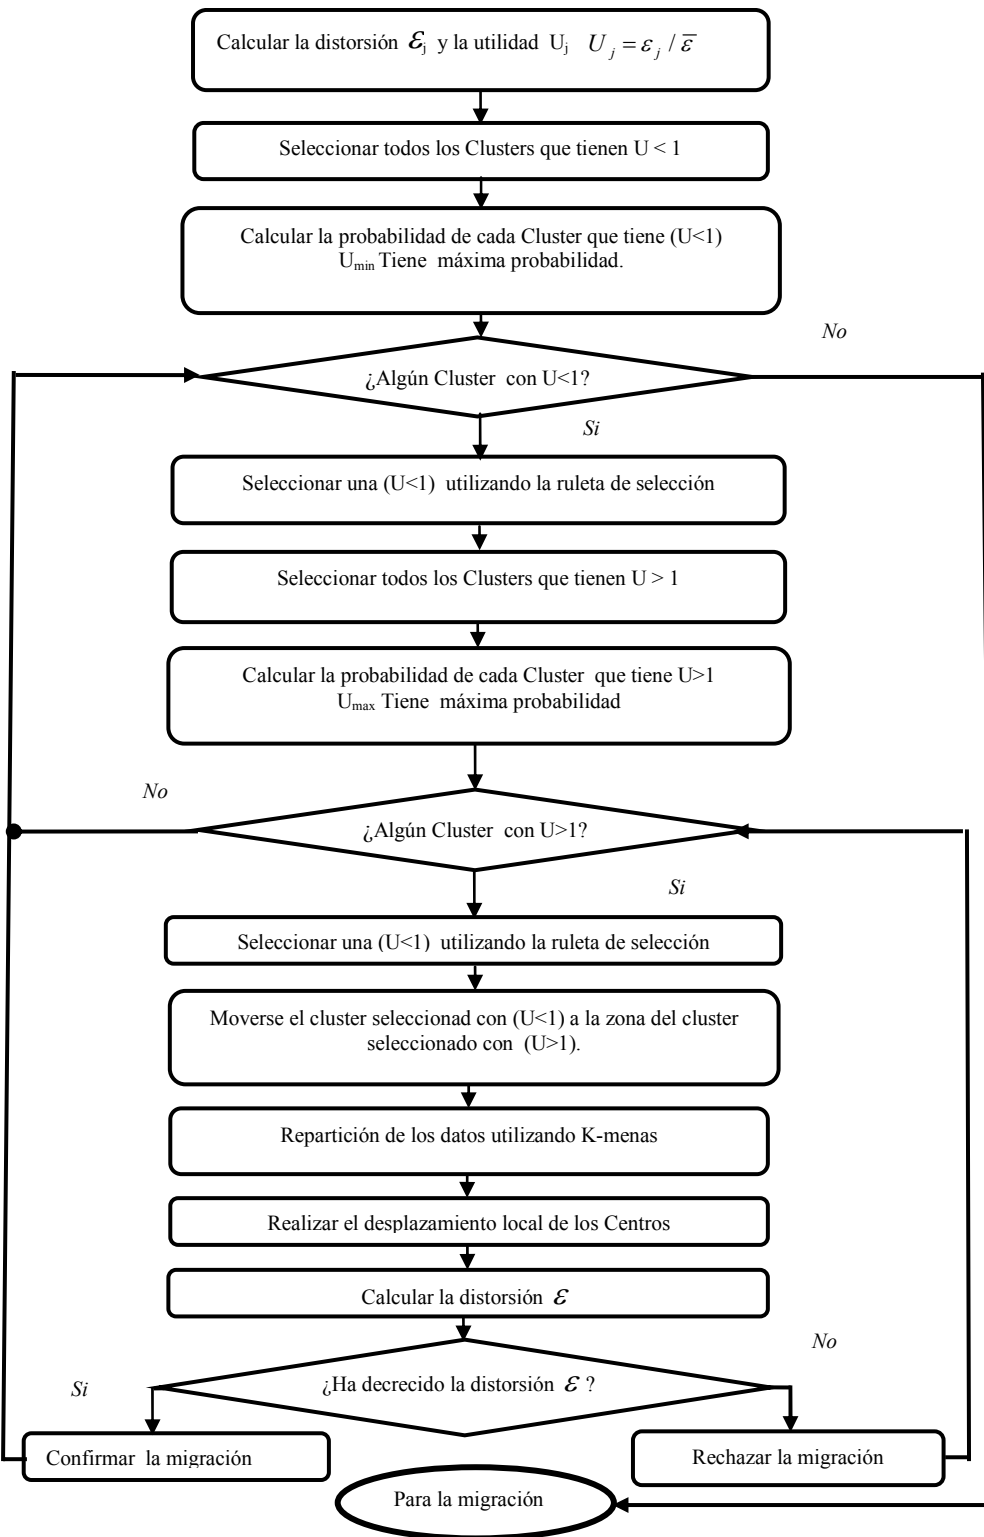 Calcular la distorsión ε_j y la utilidad U_j U_j = ε_j / ε̅
Seleccionar todos los Clusters que tienen U < 1
Calcular la probabilidad de cada Cluster que tiene (U<1)
U_min Tiene máxima probabilidad.
No
¿Algún Cluster con U<1?
Si
Seleccionar una (U<1) utilizando la ruleta de selección
Seleccionar todos los Clusters que tienen U > 1
Calcular la probabilidad de cada Cluster que tiene U>1
U_max Tiene máxima probabilidad
No
¿Algún Cluster con U>1?
Si
Seleccionar una (U<1) utilizando la ruleta de selección
Moverse el cluster seleccionad con (U<1) a la zona del cluster
seleccionado con (U>1).
Repartición de los datos utilizando K-menas
Realizar el desplazamiento local de los Centros
Calcular la distorsión ε
No
Si
¿Ha decrecido la distorsión ε ?
Confirmar la migración
Rechazar la migración
Para la migración